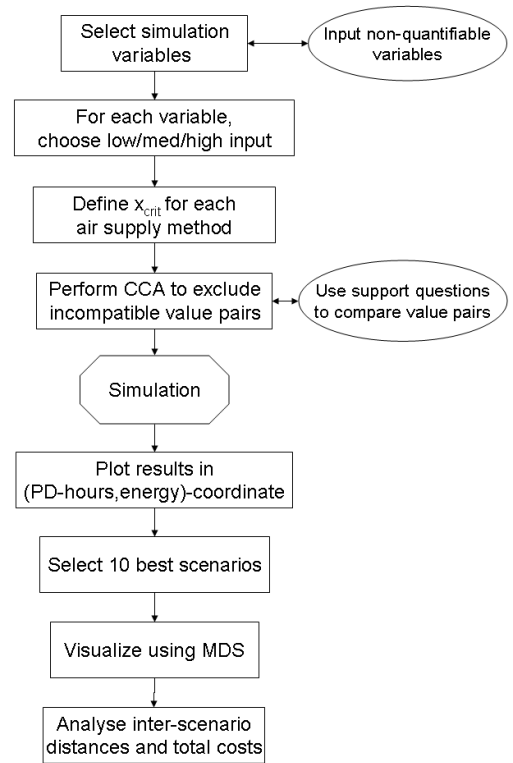 Select simulation
variables
Input non-quantifiable
variables
For each variable,
choose low/med/high input
Define xcrit for each
air supply method
Perform CCA to exclude
incompatible value pairs
Use support questions
to compare value pairs
Simulation
Plot results in
(PD-hours,energy)-coordinate
Select 10 best scenarios
Visualize using MDS
Analyse inter-scenario
distances and total costs